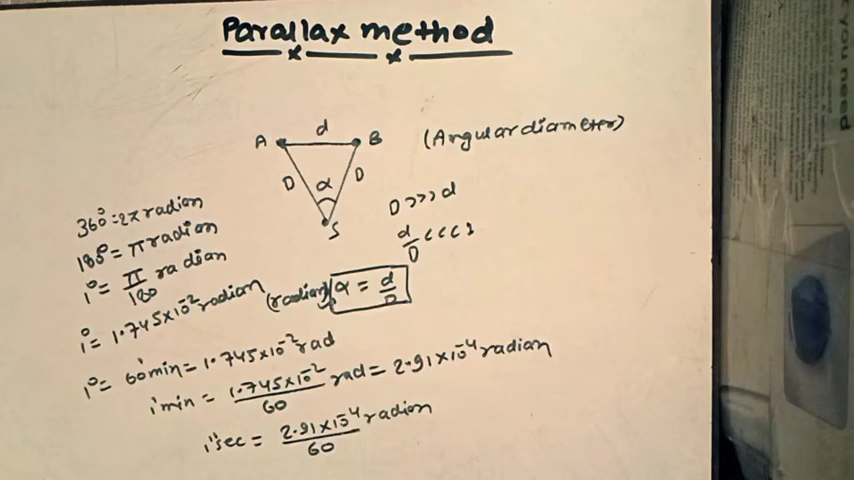 Parallax method
A d B
(Angular diameter)
D α D
S
D >>> d
d/D <<< 1
360° = 2π radian
180° = π radian
1° = π/180 radian
1° = 1.745 x 10^-2 radian
(radian) α = d/D
1° = 60' min = 1.745 x 10^-2 rad
1' min = 1.745 x 10^-2/60 rad = 2.91 x 10^-4 radian
1" sec = 2.91 x 10^-4/60 radian
you need